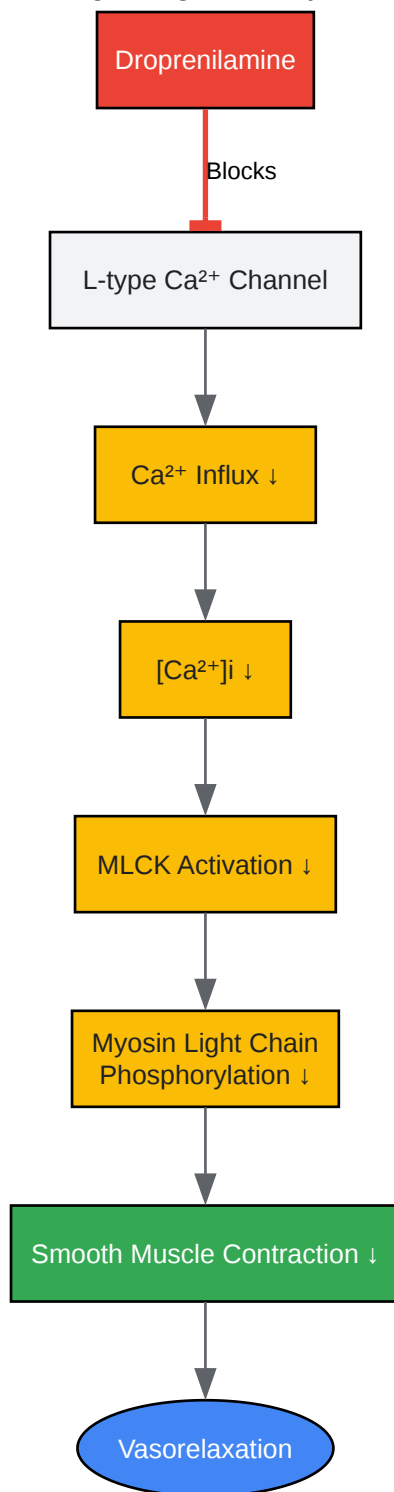 Droprenilamine
Blocks
L-type Ca²⁺ Channel
Ca²⁺ Influx ↓
[Ca²⁺]i ↓
MLCK Activation ↓
Myosin Light Chain
Phosphorylation ↓
Smooth Muscle Contraction ↓
Vasorelaxation